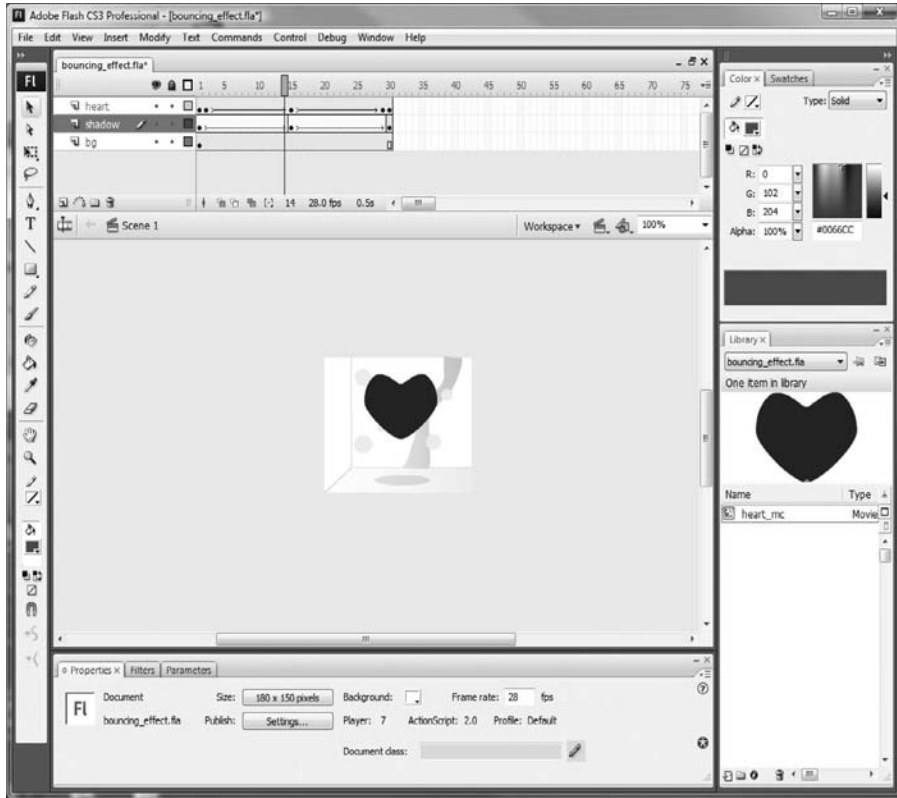 Adobe Flash CS3 Professional - [bouncing_effect.fla*]
File Edit View Insert Modify Text Commands Control Debug Window Help
bouncing_effect.fla*
Fl
1 5 10 15 20 25 30 35 40 45 50 55 60 65 70 75
heart
shadow
bg
14 28.0 fps 0.5s
Scene 1
Workspace
100%
T
Color x Swatches
Type: Solid
R: 0
G: 102
B: 204
Alpha: 100% #0066CC
Library x
bouncing_effect.fla
One item in library
Name Type
heart_mc Movie
Properties x Filters Parameters
Fl
Document Size: 180 x 150 pixels Background: Frame rate: 28 fps
bouncing_effect.fla Publish: Settings... Player: 7 ActionScript: 2.0 Profile: Default
Document class: